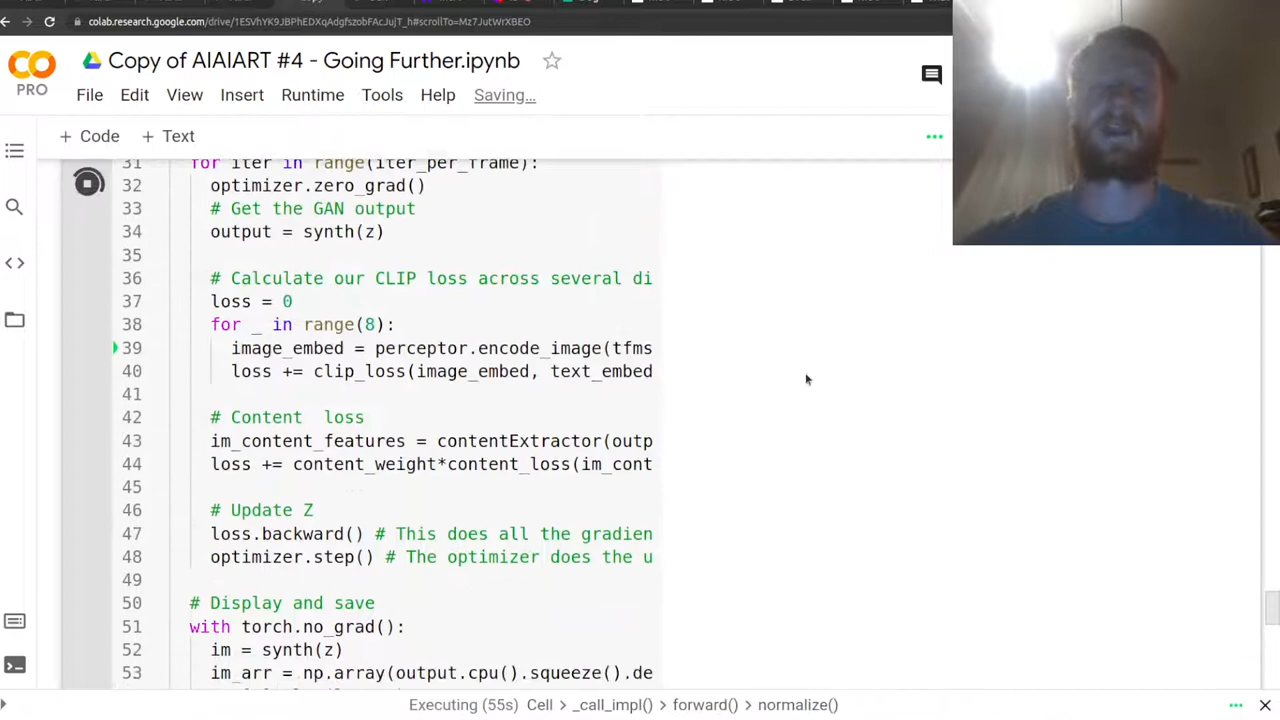 colab.research.google.com/drive/1ESVhYK9JBPhEDXqAdgfszobFAcJujT_h#scrollTo=Mz7JutWrXBEO
Copy of AIAIART #4 - Going Further.ipynb
PRO
File Edit View Insert Runtime Tools Help Saving...
+ Code + Text
31 for iter in range(iter_per_frame):
32 optimizer.zero_grad()
33 # Get the GAN output
34 output = synth(z)
35
36 # Calculate our CLIP loss across several di
37 loss = 0
38 for _ in range(8):
39 image_embed = perceptor.encode_image(tfms
40 loss += clip_loss(image_embed, text_embed
41
42 # Content  loss
43 im_content_features = contentExtractor(outp
44 loss += content_weight*content_loss(im_cont
45
46 # Update Z
47 loss.backward() # This does all the gradien
48 optimizer.step() # The optimizer does the u
49
50 # Display and save
51 with torch.no_grad():
52 im = synth(z)
53 im_arr = np.array(output.cpu().squeeze().de
Executing (55s) Cell > _call_impl() > forward() > normalize()